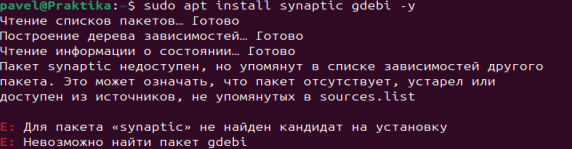 pavel@Praktika:~$ sudo apt install synaptic gdebi -y
Чтение списков пакетов… Готово
Построение дерева зависимостей… Готово
Чтение информации о состоянии… Готово
Пакет synaptic недоступен, но упомянут в списке зависимостей другого
пакета. Это может означать, что пакет отсутствует, устарел или
доступен из источников, не упомянутых в sources.list
E: Для пакета «synaptic» не найден кандидат на установку
E: Невозможно найти пакет gdebi